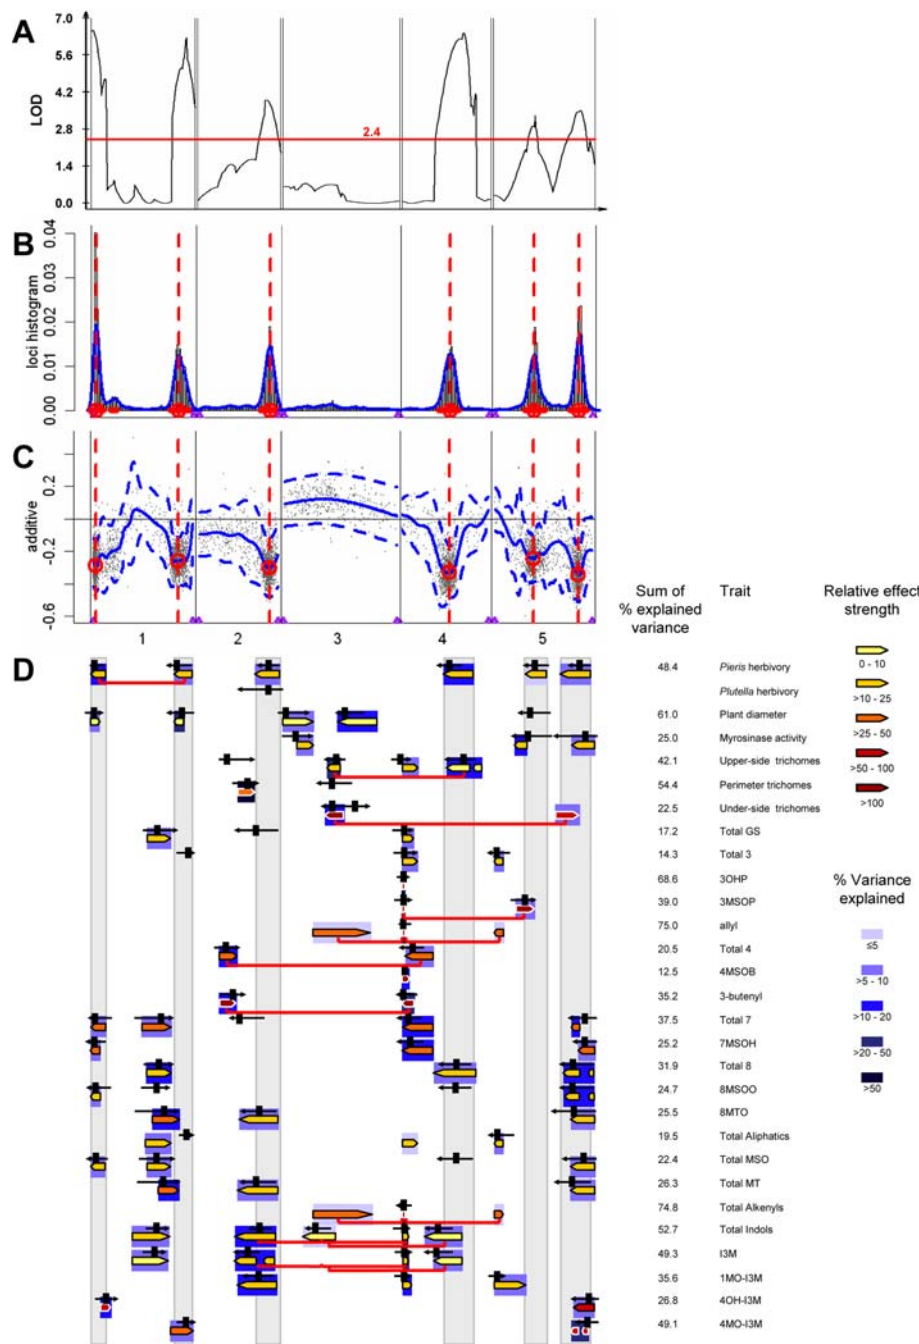 A
LOD
7.0
5.6
4.2
2.8
1.4
0.0
2.4
B
loci histogram
0.04
0.03
0.02
0.01
0.00
C
additive
0.2
-0.2
-0.6
1 2 3 4 5
D
Sum of % explained variance
Trait
Relative effect strength
48.4 Pieris herbivory
Plutella herbivory
61.0 Plant diameter
25.0 Myrosinase activity
42.1 Upper-side trichomes
54.4 Perimeter trichomes
22.5 Under-side trichomes
17.2 Total GS
14.3 Total 3
68.6 3OHP
39.0 3MSOP
75.0 allyl
20.5 Total 4
12.5 4MSOB
35.2 3-butenyl
37.5 Total 7
25.2 7MSOH
31.9 Total 8
24.7 8MSOO
25.5 8MTO
19.5 Total Aliphatics
22.4 Total MSO
26.3 Total MT
74.8 Total Alkenyls
52.7 Total Indols
49.3 I3M
35.6 1MO-I3M
26.8 4OH-I3M
49.1 4MO-I3M
0 - 10
>10 - 25
>25 - 50
>50 - 100
>100
% Variance explained
≤5
>5 - 10
>10 - 20
>20 - 50
>50